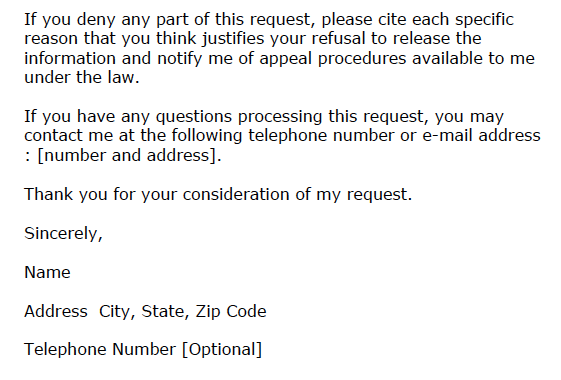 If you deny any part of this request, please cite each specific
reason that you think justifies your refusal to release the
information and notify me of appeal procedures available to me
under the law.
If you have any questions processing this request, you may
contact me at the following telephone number or e-mail address
: [number and address].
Thank you for your consideration of my request.
Sincerely,
Name
Address  City, State, Zip Code
Telephone Number [Optional]